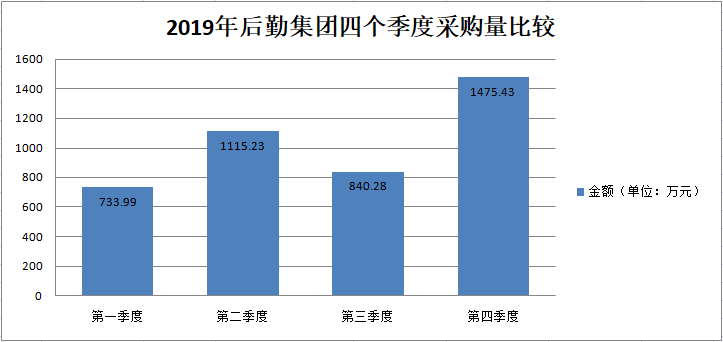 2019年后勤集团四个季度采购量比较
1600
1400
1200
1000
800
600
400
200
0
733.99
1115.23
840.28
1475.43
第一季度
第二季度
第三季度
第四季度
金额（单位：万元）